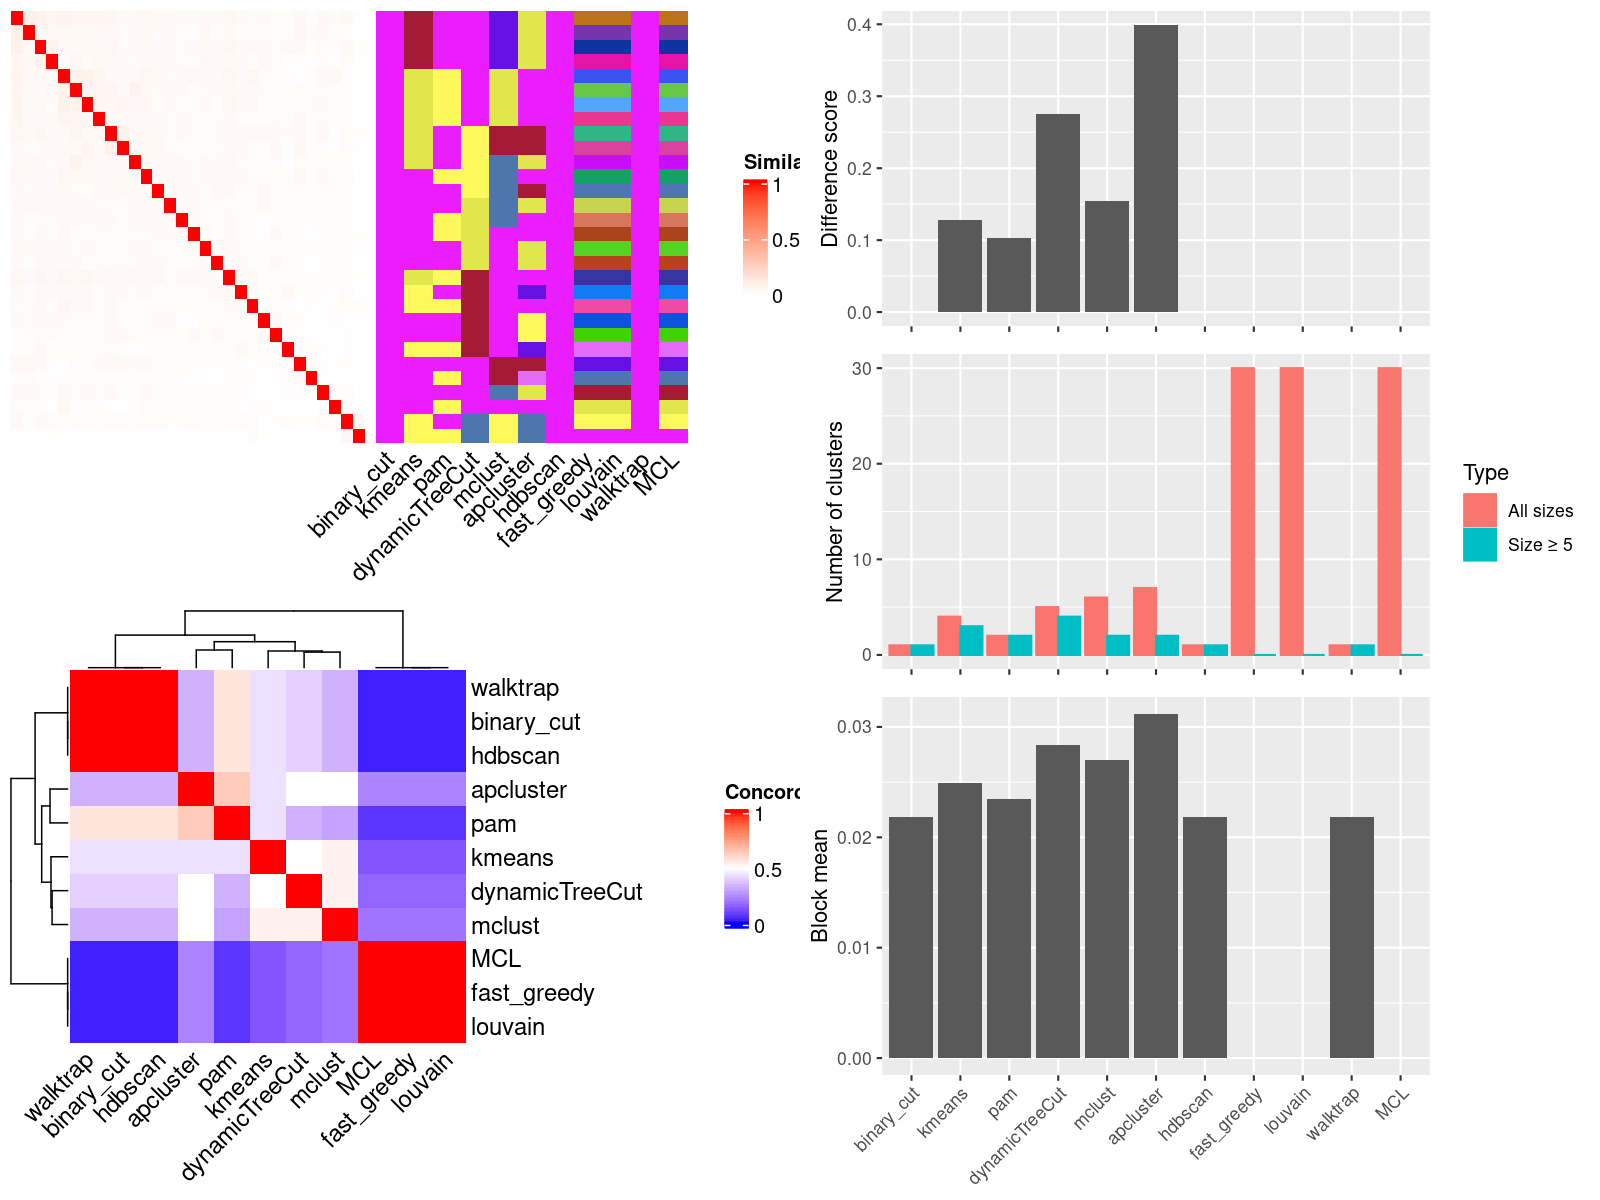 Simila
1
0.5
0
binary_cut
kmeans
pam
dynamicTreeCut
mclust
apcluster
hdbscan
fast_greedy
louvain
walktrap
MCL
Difference score
0.4
0.3
0.2
0.1
0.0
Number of clusters
30
20
10
0
Type
All sizes
Size ≥ 5
walktrap
binary_cut
hdbscan
apcluster
pam
kmeans
dynamicTreeCut
mclust
MCL
fast_greedy
louvain
walktrap
binary_cut
hdbscan
apcluster
pam
kmeans
dynamicTreeCut
mclust
MCL
fast_greedy
louvain
Concord
1
0.5
0
Block mean
0.03
0.02
0.01
0.00
binary_cut
kmeans
pam
dynamicTreeCut
mclust
apcluster
hdbscan
fast_greedy
louvain
walktrap
MCL